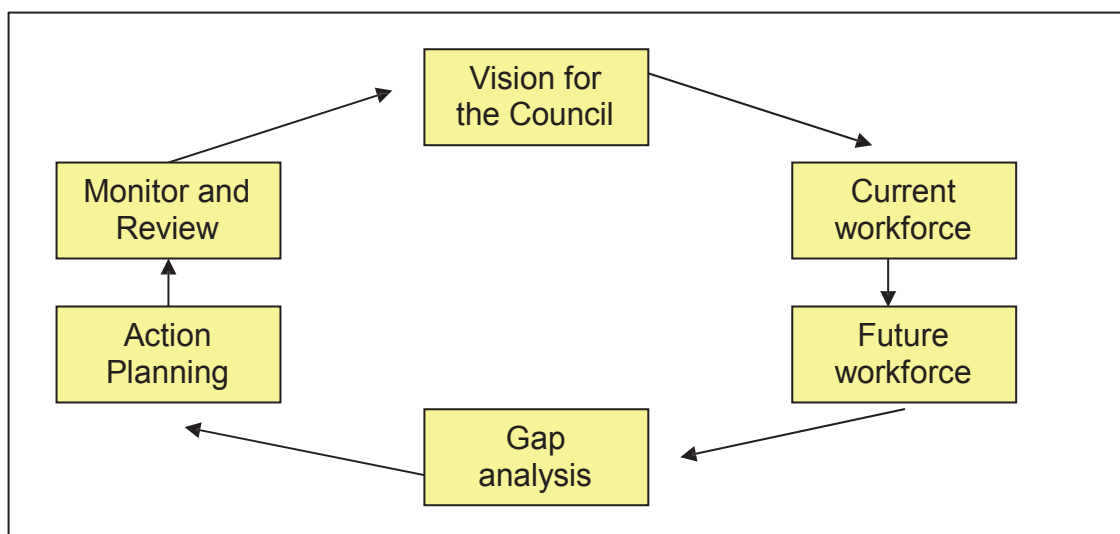 Vision for
the Council
Current
workforce
Future
workforce
Gap
analysis
Action
Planning
Monitor and
Review